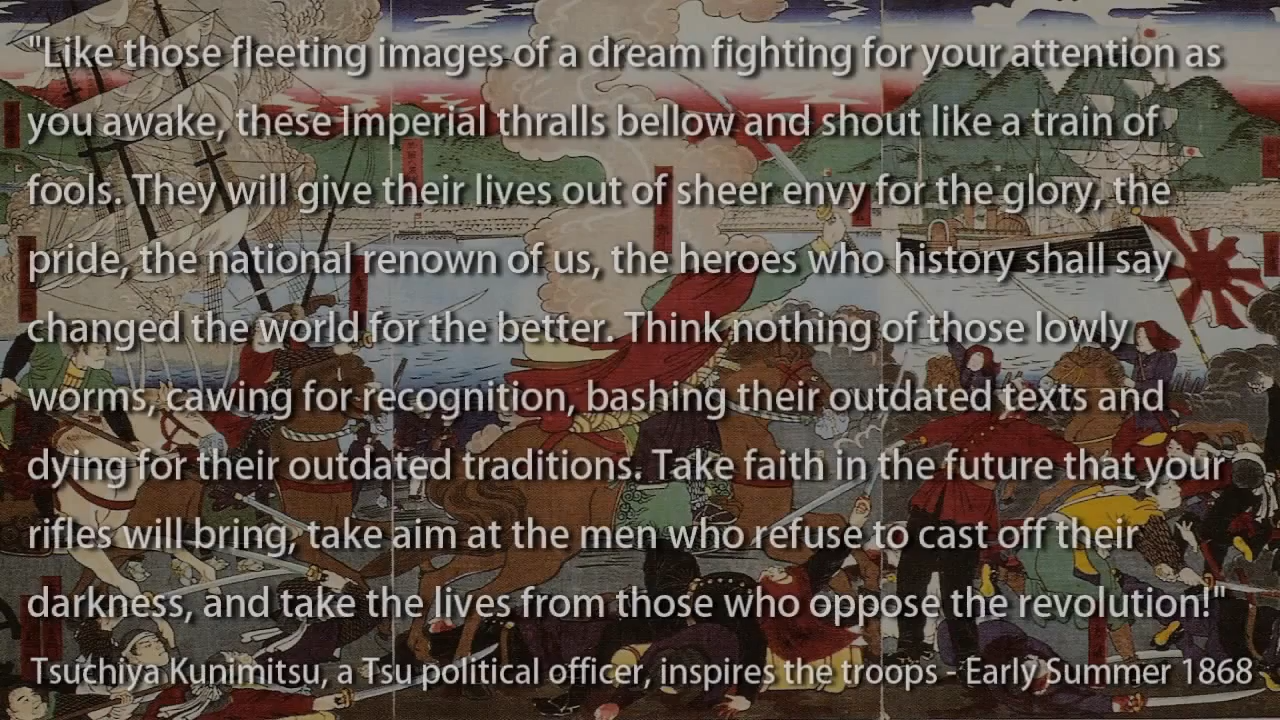 "Like those fleeting images of a dream fighting for your attention as
you awake, these Imperial thralls bellow and shout like a train of
fools. They will give their lives out of sheer envy for the glory, the
pride, the national renown of us, the heroes who history shall say
changed the world for the better. Think nothing of those lowly
worms, cawing for recognition, bashing their outdated texts and
dying for their outdated traditions. Take faith in the future that your
rifles will bring, take aim at the men who refuse to cast off their
darkness, and take the lives from those who oppose the revolution!"
Tsuchiya Kunimitsu, a Tsu political officer, inspires the troops - Early Summer 1868